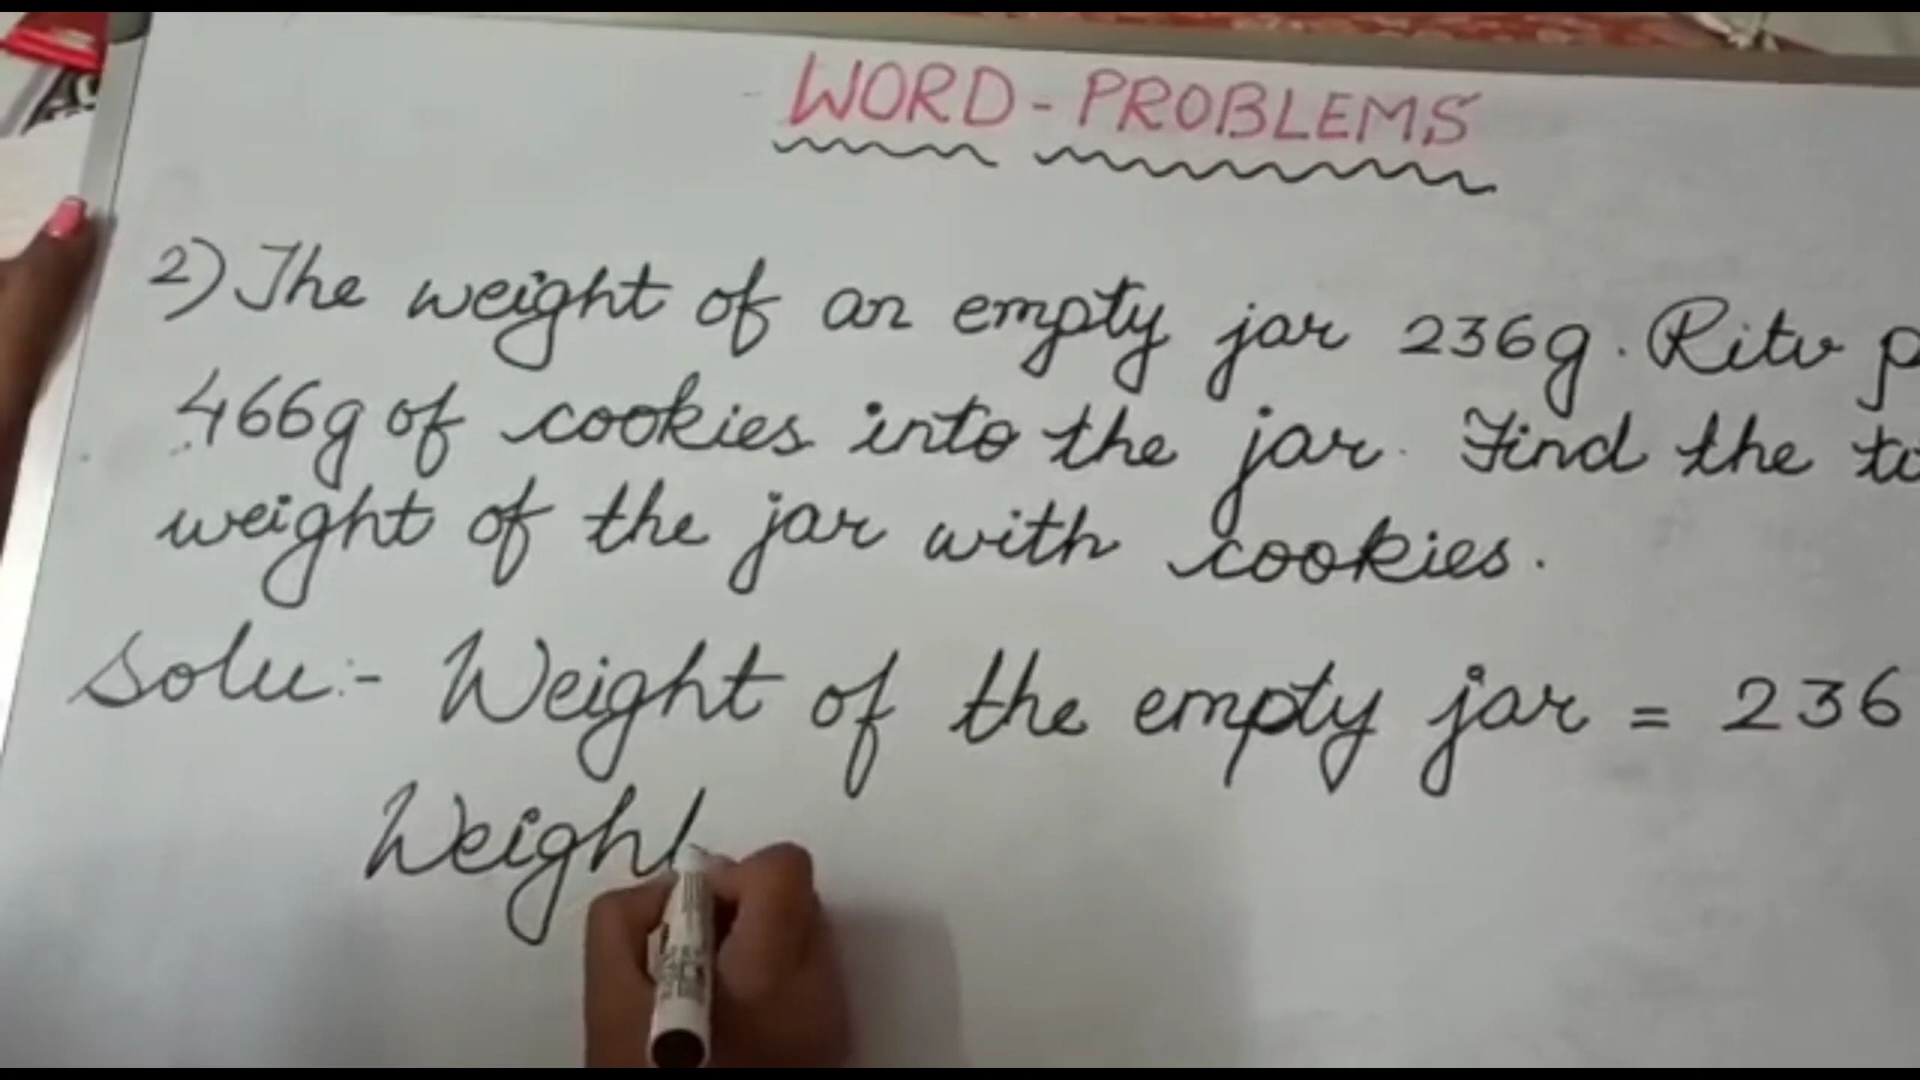 WORD-PROBLEMS
2) The weight of an empty jar 236g. Ritu
466g of cookies into the jar. Find the
weight of the jar with cookies.
Solu:- Weight of the empty jar = 236
Weight